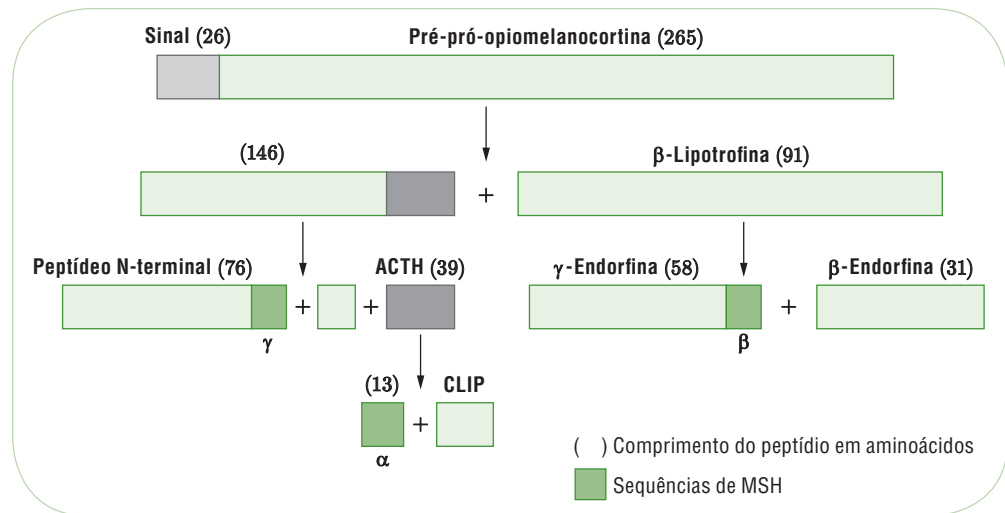 Sinal (26)
Pré-pró-opiomelanocortina (265)
(146)
β-Lipotrofina (91)
+
Peptídeo N-terminal (76)
ACTH (39)
γ-Endorfina (58)
β-Endorfina (31)
+ + +
γ
β
(13)
CLIP
+
α
( ) Comprimento do peptídio em aminoácidos
Sequências de MSH